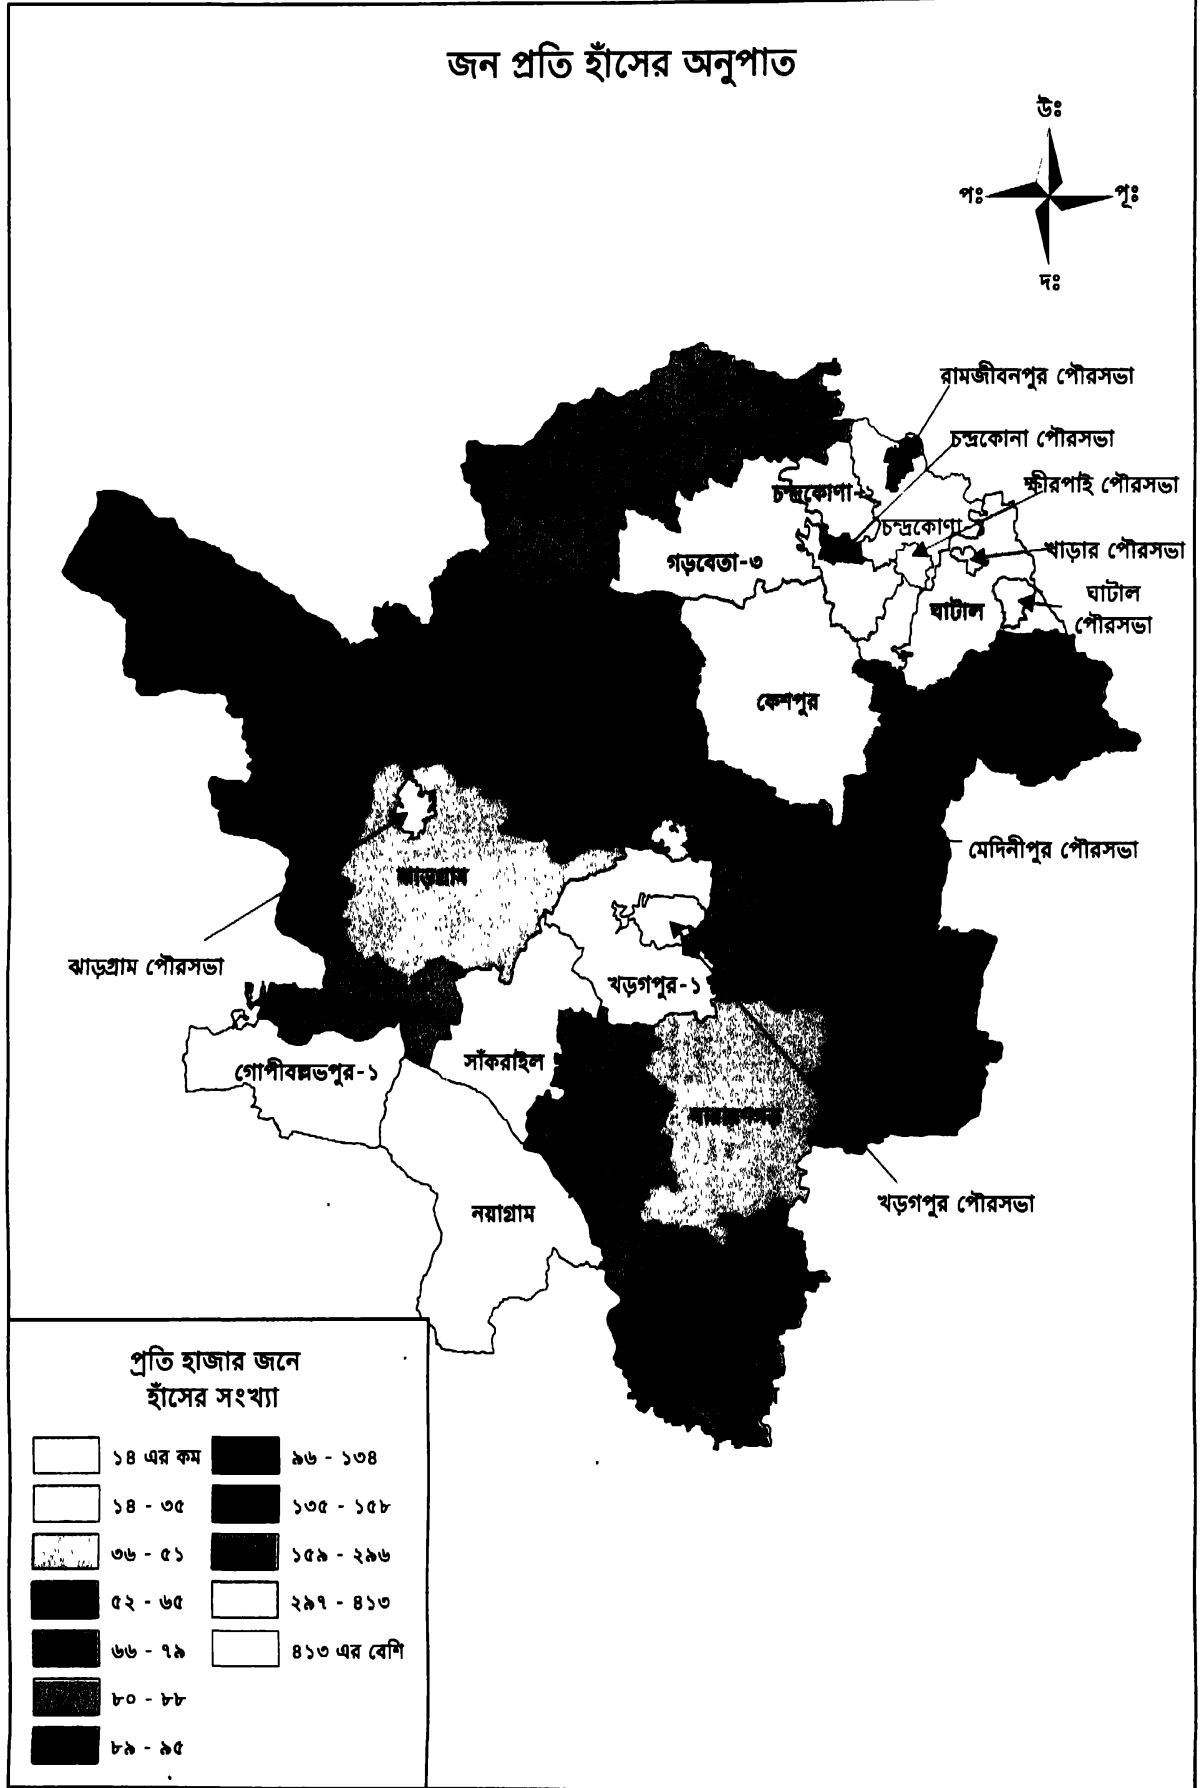 জন প্রতি হাঁসের অনুপাত
উঃ
পঃ
পূঃ
দঃ
রামজীবনপুর পৌরসভা
চন্দ্রকোনা পৌরসভা
ক্ষীরপাই পৌরসভা
চন্দ্রকোণা-২
চন্দ্রকোণা
খাড়ার পৌরসভা
গড়বেতা-৩
ঘাটাল
পৌরসভা
ঘাটাল
কেশপুর
মেদিনীপুর পৌরসভা
ঝাড়গ্রাম
ঝাড়গ্রাম পৌরসভা
খড়গপুর-১
সাঁকরাইল
গোপীবল্লভপুর-১
খড়গপুর পৌরসভা
নয়াগ্রাম
প্রতি হাজার জনে
হাঁসের সংখ্যা
১৪ এর কম
১৪ - ৩৫
৩৬ - ৫১
৫২ - ৬৫
৬৬ - ৭৯
৮০ - ৮৮
৮৯ - ৯৫
৯৬ - ১৩৪
১৩৫ - ১৫৮
১৫৯ - ২৯৬
২৯৭ - ৪১৩
৪১৩ এর বেশি